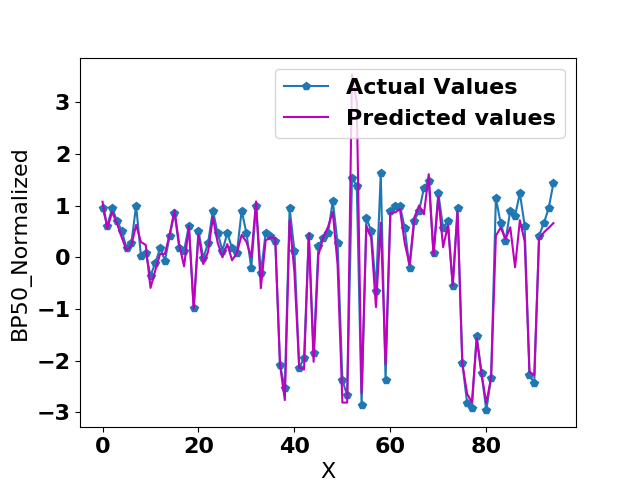 Actual Values
Predicted values
BP50_Normalized
3
2
1
0
−1
−2
−3
0 20 40 60 80
X